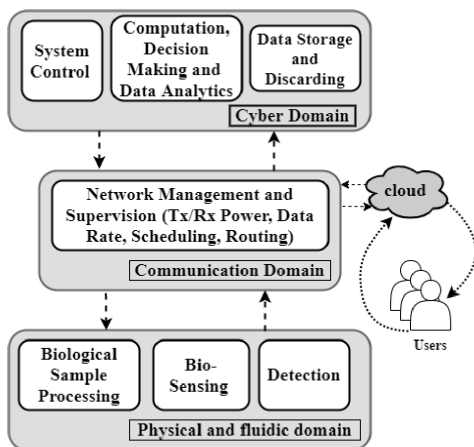 System
Control
Computation,
Decision
Making and
Data Analytics
Data Storage
and
Discarding
Cyber Domain
Network Management and
Supervision (Tx/Rx Power, Data
Rate, Scheduling, Routing)
Communication Domain
cloud
Users
Biological
Sample
Processing
Bio-
Sensing
Detection
Physical and fluidic domain